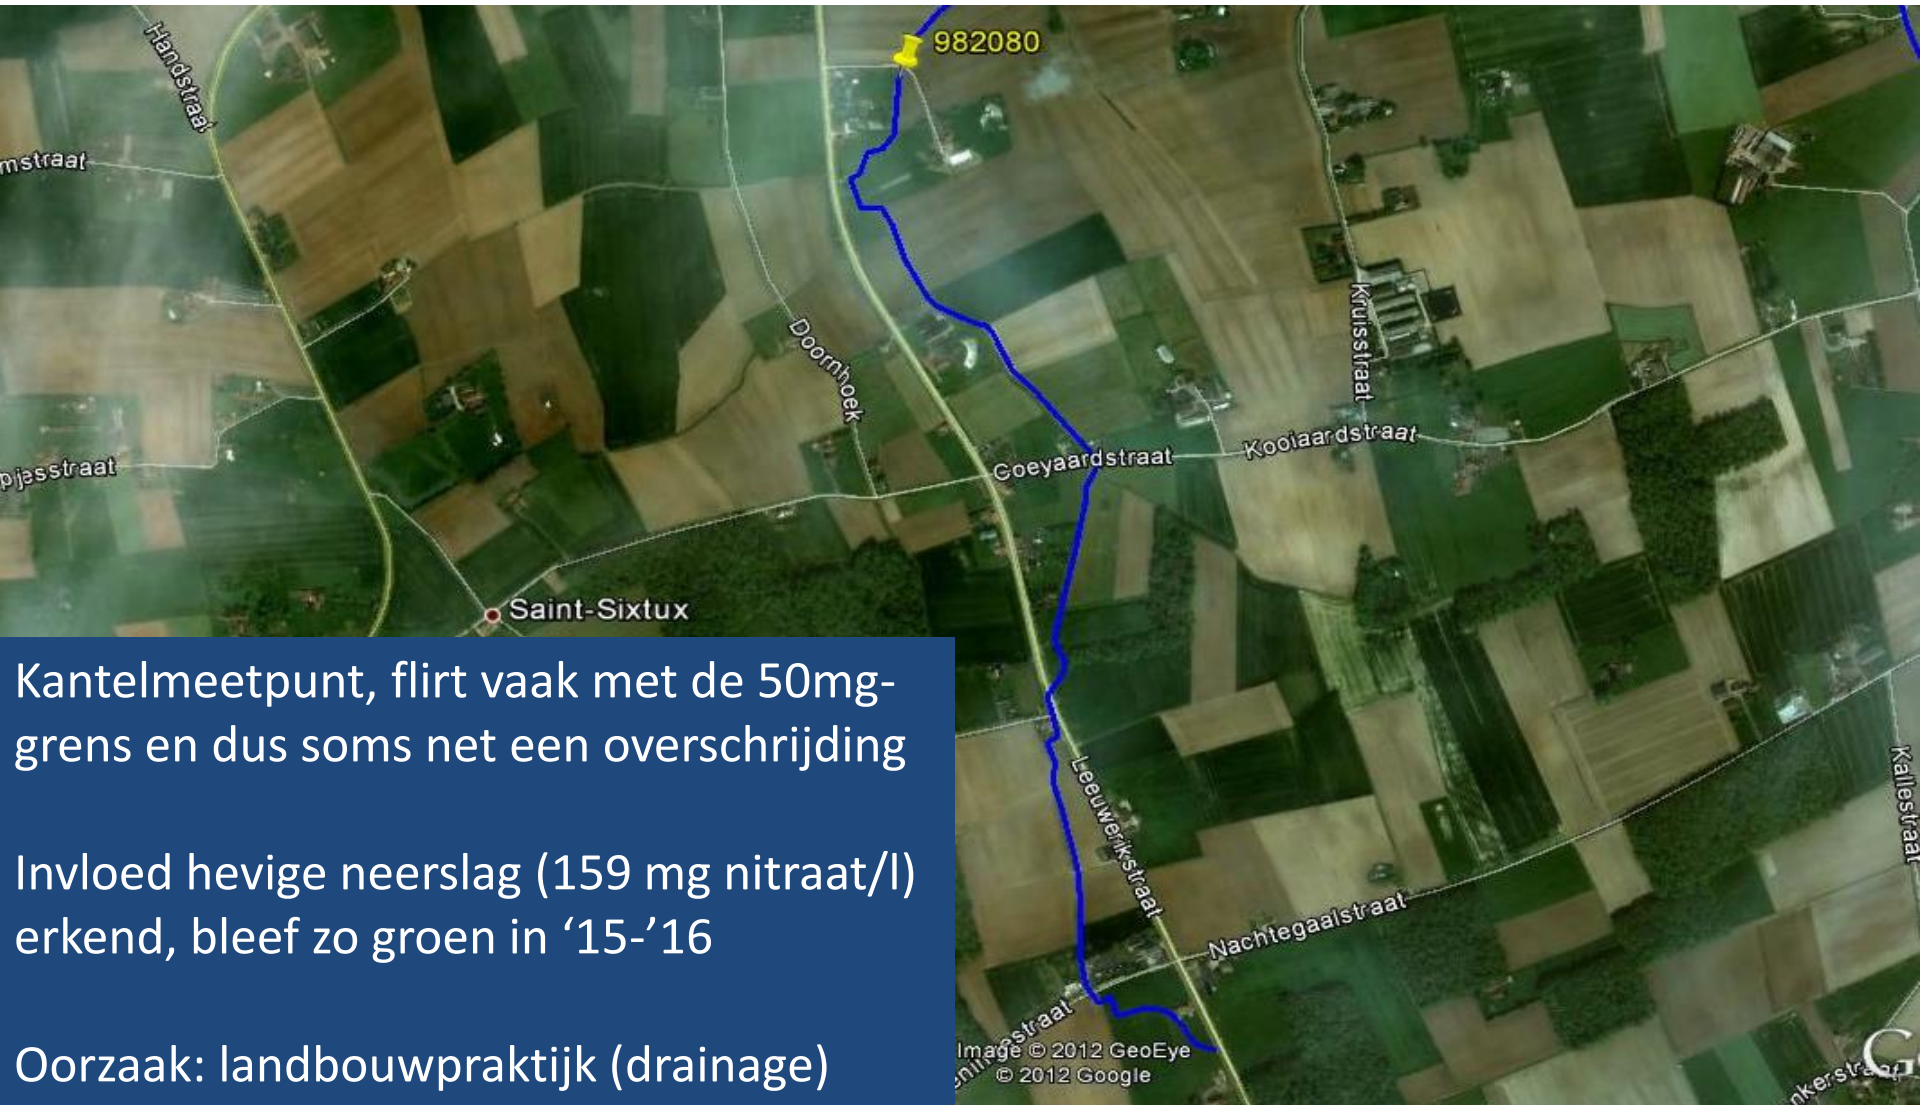 982080
Handstraat
mstraat
Doornhoek
Kruisstraat
Goeyaardstraat
Kooiaardstraat
pjesstraat
Saint-Sixtux
Kantelmeetpunt, flirt vaak met de 50mg-
grens en dus soms net een overschrijding
Invloed hevige neerslag (159 mg nitraat/l)
erkend, bleef zo groen in ‘15-’16
Oorzaak: landbouwpraktijk (drainage)
Leeuwerikstraat
Kallestraat
Nachtegaalstraat
Image © 2012 GeoEye
© 2012 Google
G